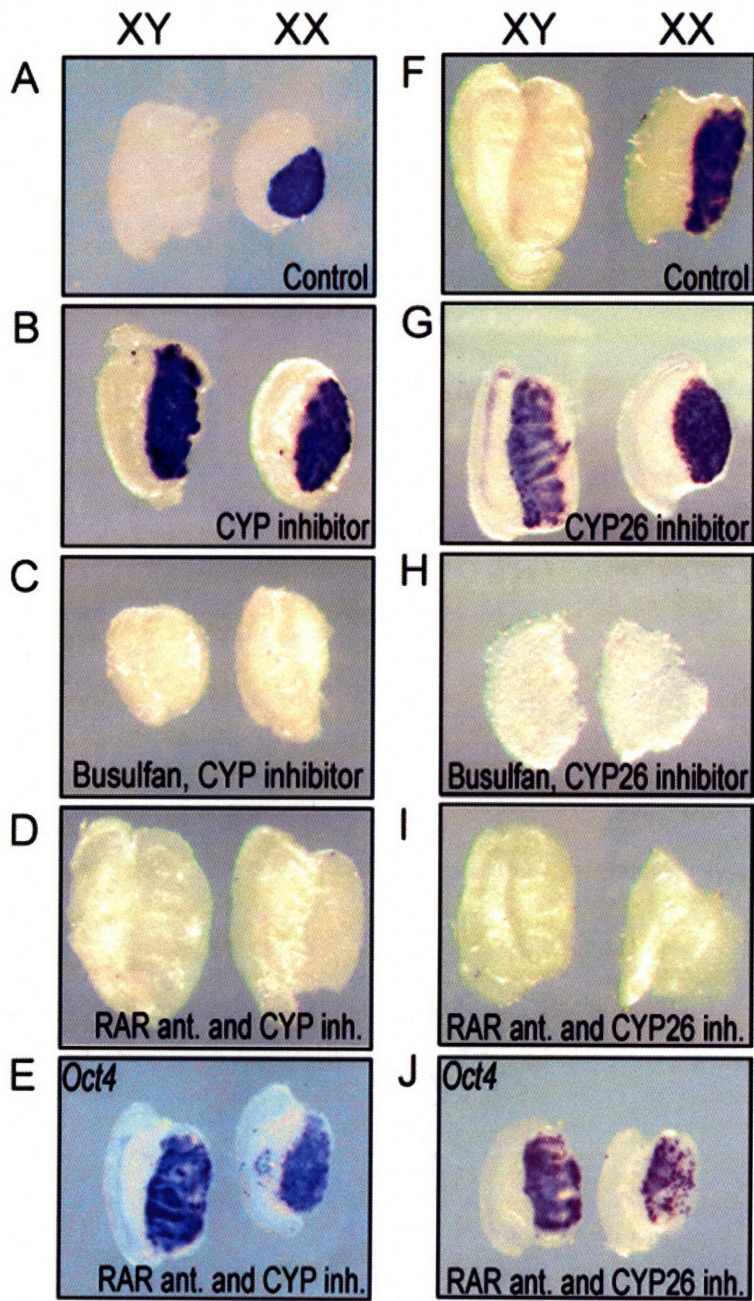 XY XX
A
Control
B
CYP inhibitor
C
Busulfan, CYP inhibitor
D
RAR ant. and CYP inh.
E
Oct4
RAR ant. and CYP inh.
XY XX
F
Control
G
CYP26 inhibitor
H
Busulfan, CYP26 inhibitor
I
RAR ant. and CYP26 inh.
J
Oct4
RAR ant. and CYP26 inh.